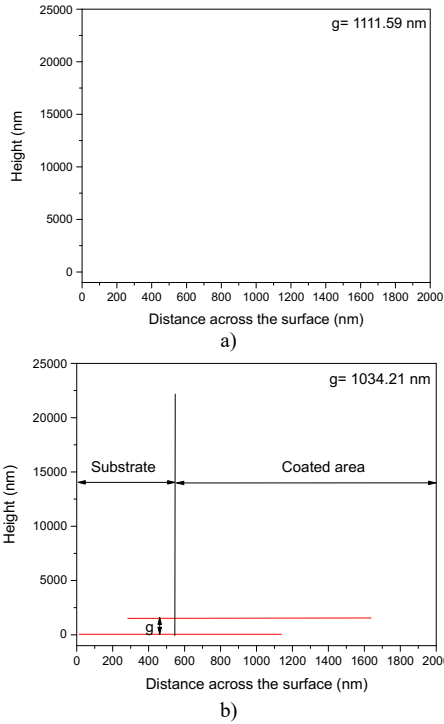 25000
g= 1111.59 nm
20000
15000
10000
5000
0
Height (nm
0 200 400 600 800 1000 1200 1400 1600 1800 2000
Distance across the surface (nm)
a)
25000
g= 1034.21 nm
20000
15000
10000
5000
0
Height (nm)
Substrate
Coated area
g
0 200 400 600 800 1000 1200 1400 1600 1800 2000
Distance across the surface (nm)
b)